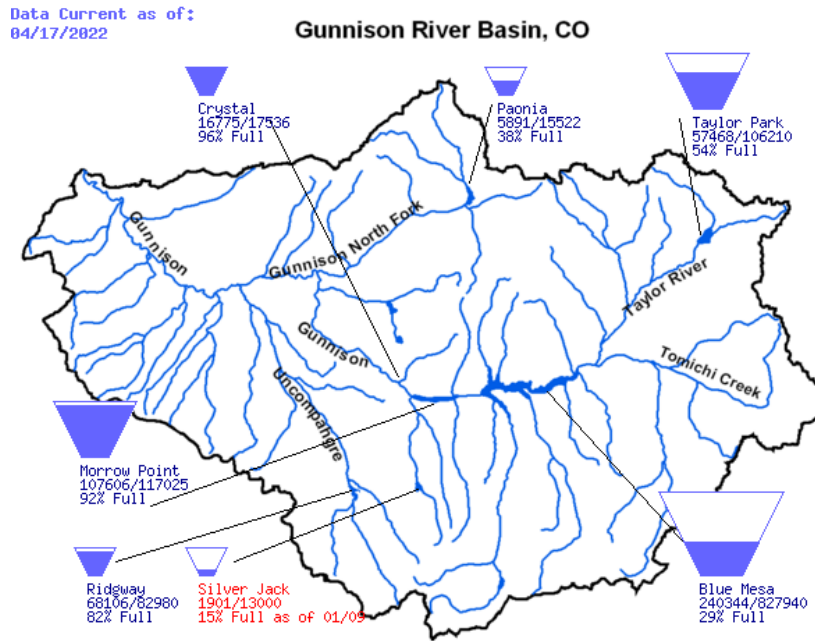 Data Current as of:
04/17/2022
Gunnison River Basin, CO
Crystal
16775/17536
96% Full
Paonia
5891/15522
38% Full
Taylor Park
57468/106210
54% Full
Gunnison
Gunnison North Fork
Taylor River
Gunnison
Tomichi Creek
Uncompahgre
Morrow Point
107606/117025
92% Full
Ridgway
68106/82980
82% Full
Silver Jack
1901/13000
15% Full as of 01/09
Blue Mesa
240344/827940
29% Full